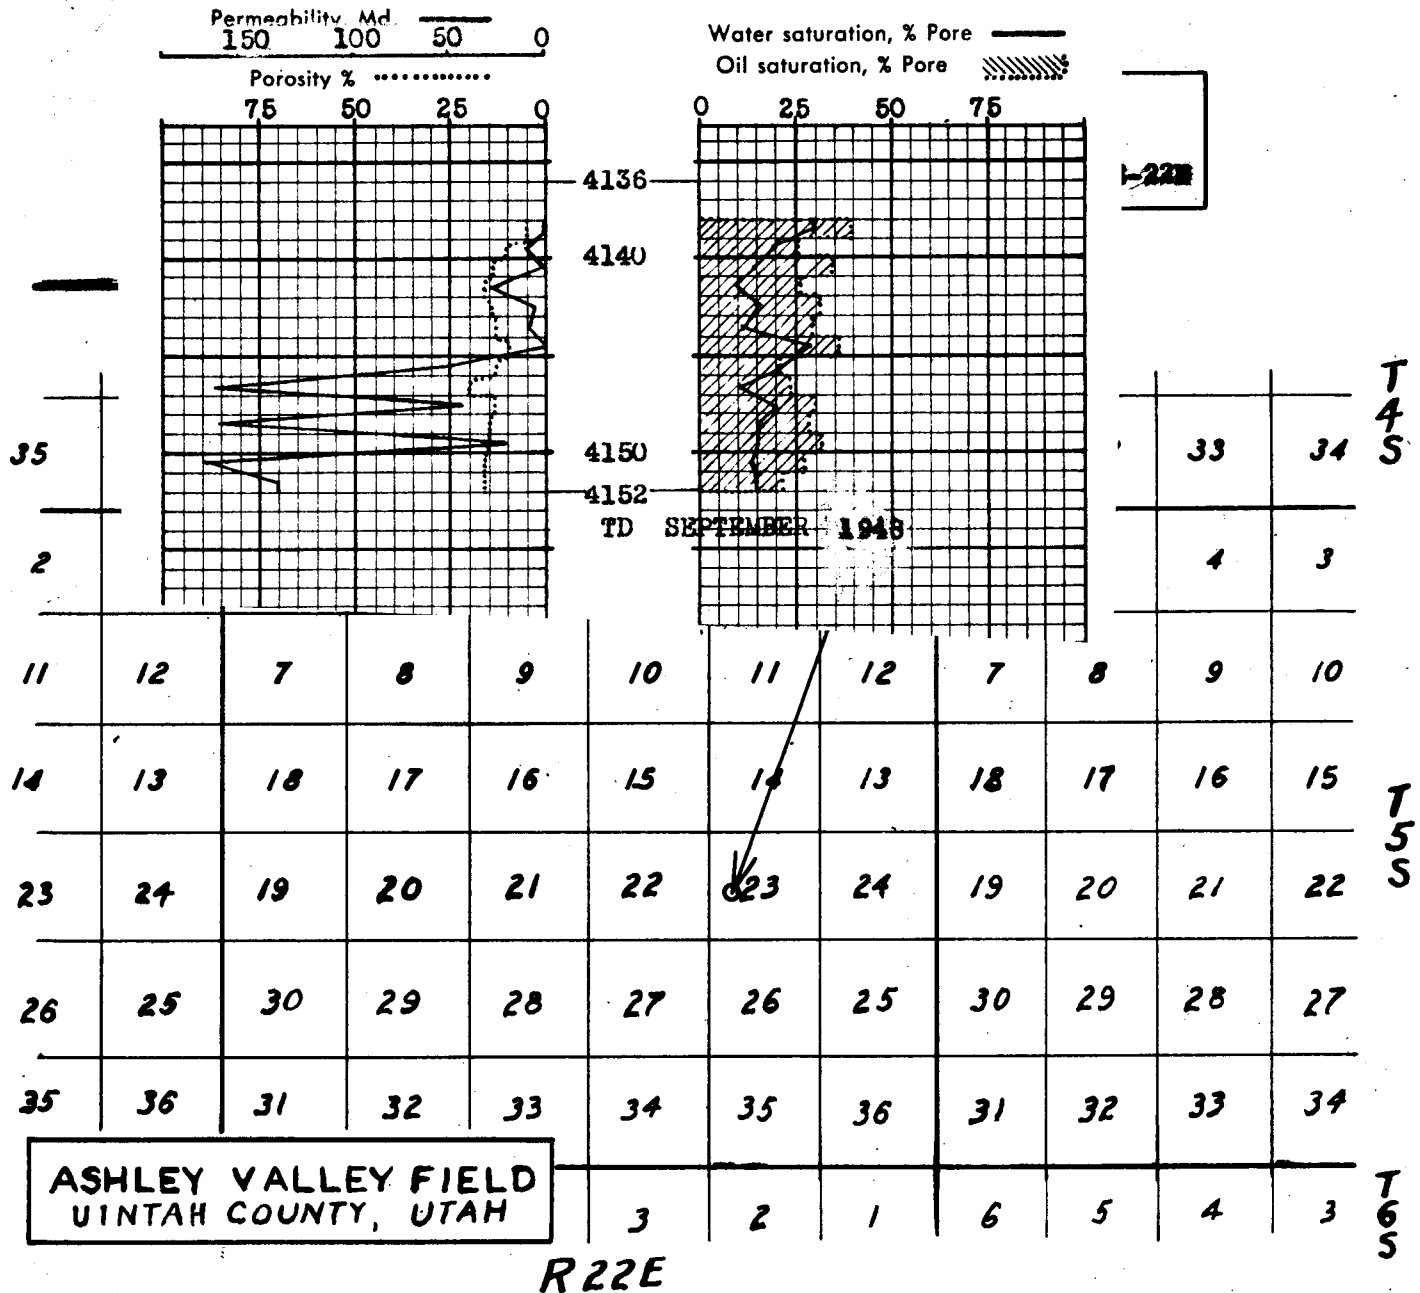 Permeability, Md.
150 100 50 0
Porosity %
75 50 25 0
Water saturation, % Pore
Oil saturation, % Pore
0 25 50 75
4136
4140
4150
4152
TD SEPTEMBER 1948
-22E
T4S
35 33 34
2 4 3
11 12 7 8 9 10 11 12 7 8 9 10
14 13 18 17 16 15 14 13 18 17 16 15
T5S
23 24 19 20 21 22 23 24 19 20 21 22
26 25 30 29 28 27 26 25 30 29 28 27
35 36 31 32 33 34 35 36 31 32 33 34
ASHLEY VALLEY FIELD
UINTAH COUNTY, UTAH
3 2 1 6 5 4 3
T6S
R22E